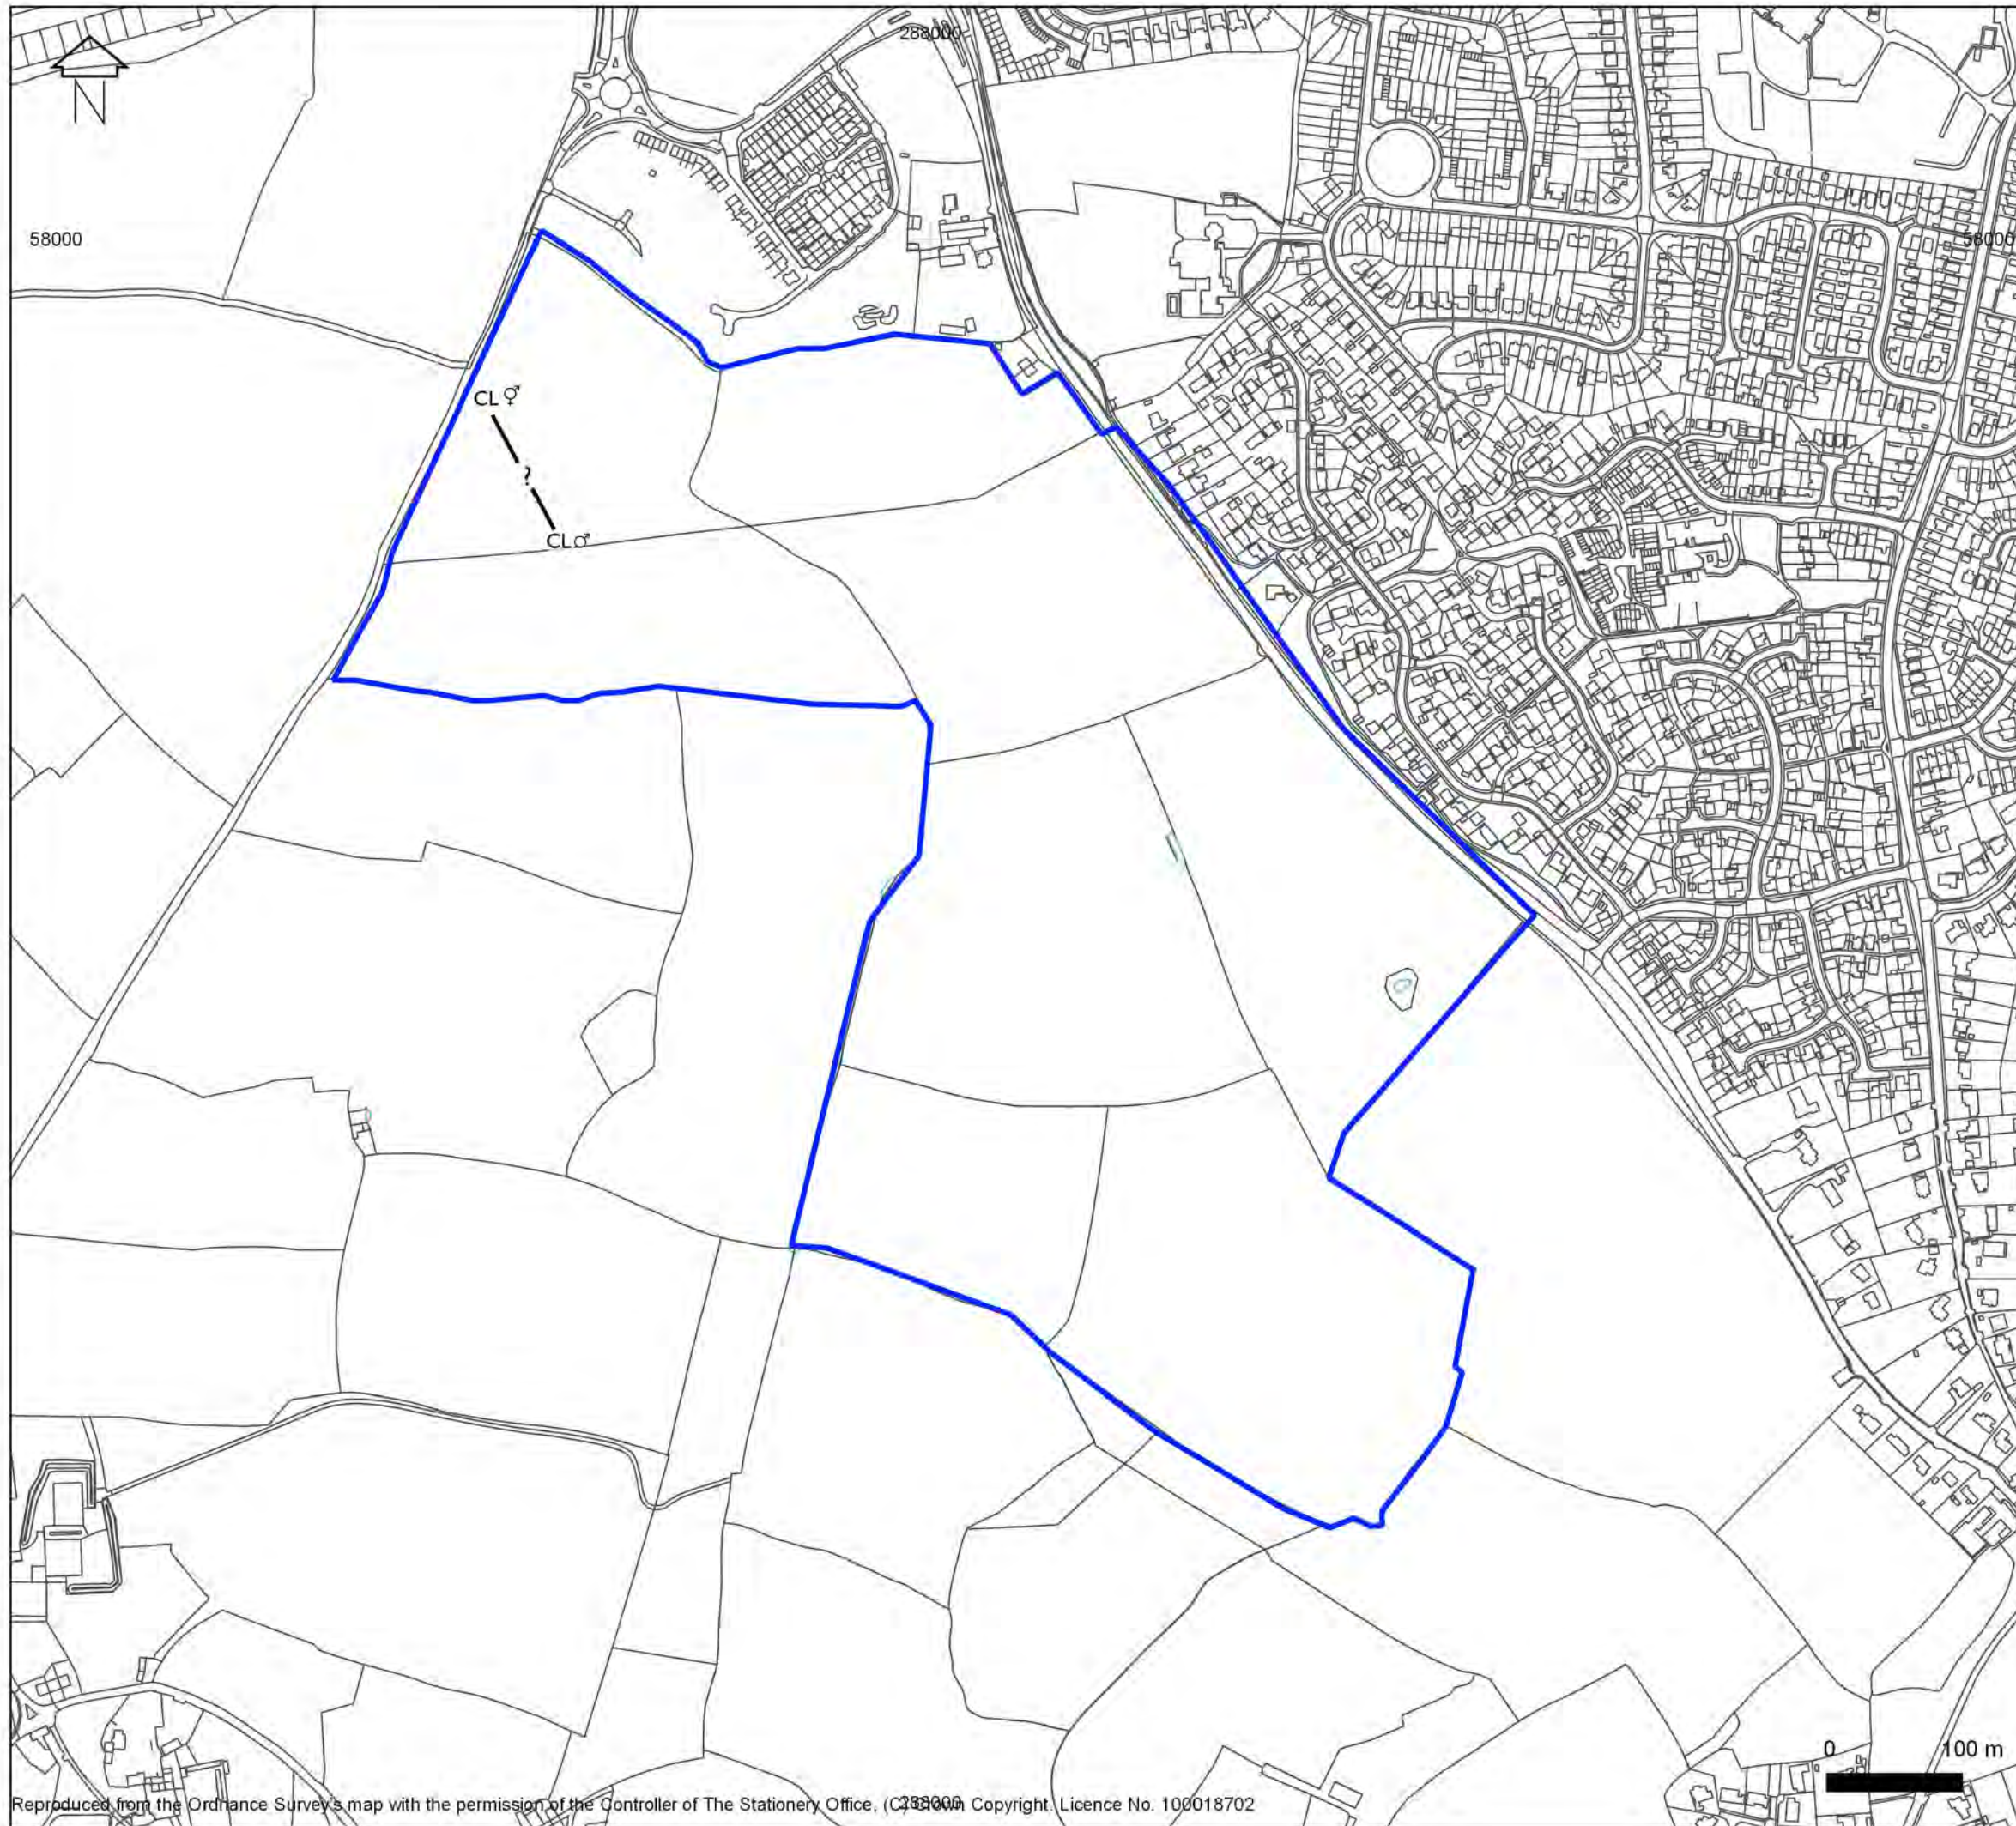 288000
N
58000
58000
CL ♀
?
CL ♂
0 100 m
Reproduced from the Ordnance Survey's map with the permission of the Controller of The Stationery Office, (C) Crown Copyright. Licence No. 100018702
288000